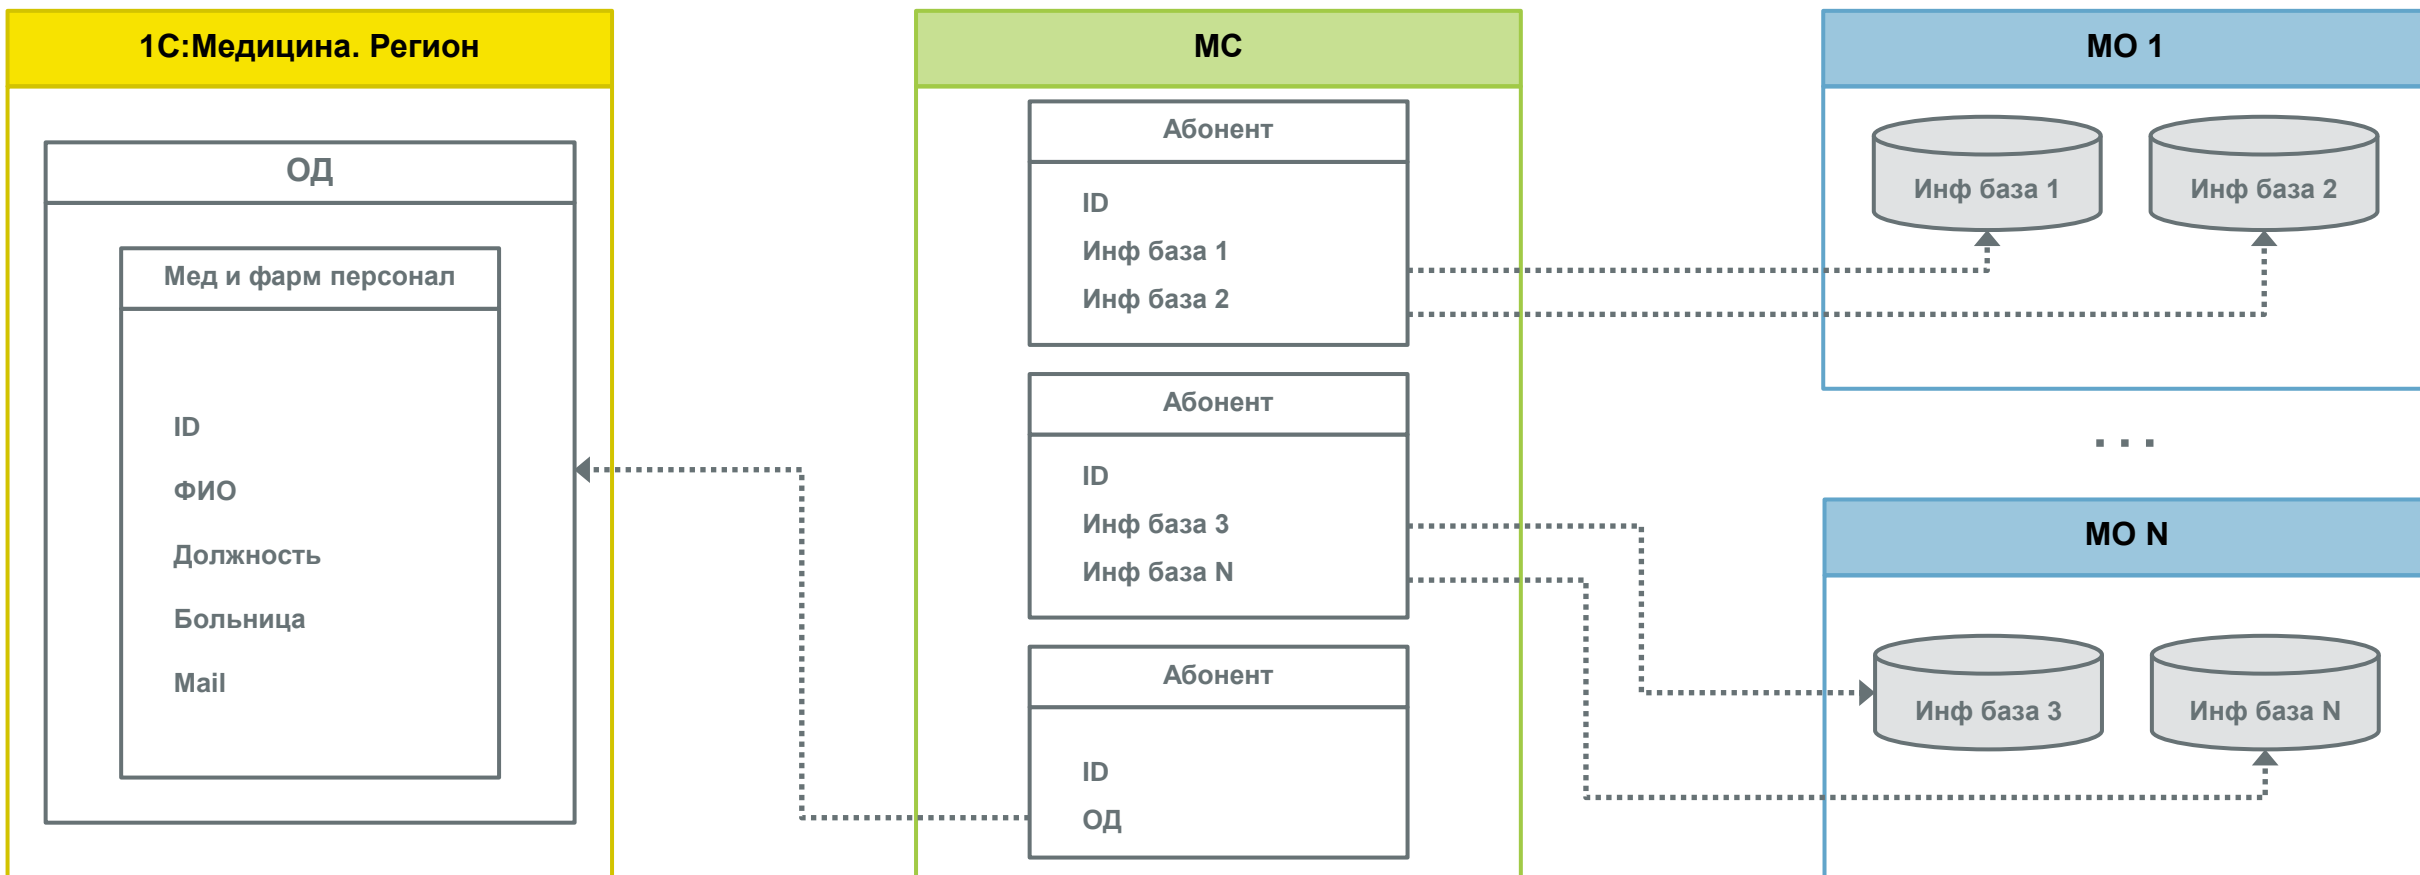 1С:Медицина. Регион
ОД
Мед и фарм персонал
ID
ФИО
Должность
Больница
Mail
МС
Абонент
ID
Инф база 1
Инф база 2
Абонент
ID
Инф база 3
Инф база N
Абонент
ID
ОД
МО 1
Инф база 1
Инф база 2
. . .
МО N
Инф база 3
Инф база N